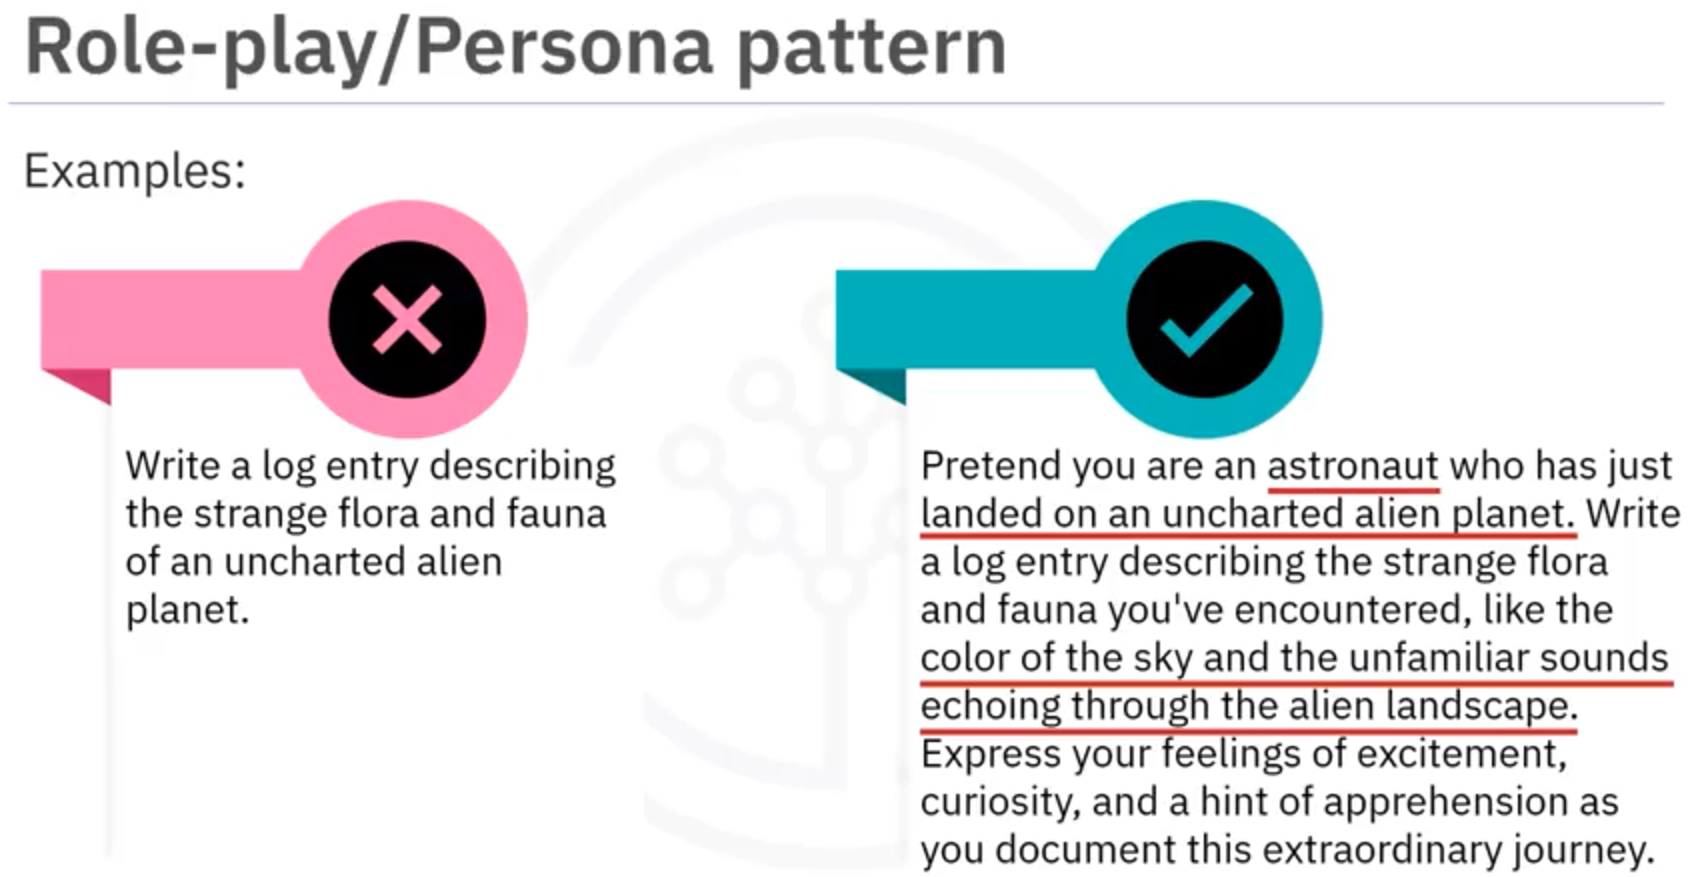 Role-play/Persona pattern
Examples:
Write a log entry describing
the strange flora and fauna
of an uncharted alien
planet.
Pretend you are an astronaut who has just
landed on an uncharted alien planet. Write
a log entry describing the strange flora
and fauna you've encountered, like the
color of the sky and the unfamiliar sounds
echoing through the alien landscape.
Express your feelings of excitement,
curiosity, and a hint of apprehension as
you document this extraordinary journey.